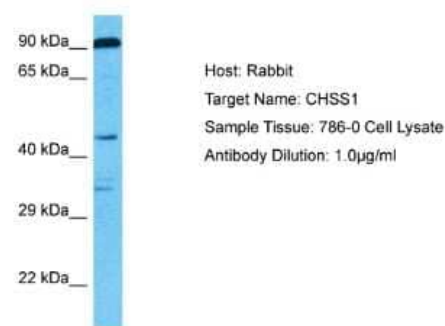 90 kDa
65 kDa
40 kDa
29 kDa
22 kDa
Host: Rabbit
Target Name: CHSS1
Sample Tissue: 786-0 Cell Lysate
Antibody Dilution: 1.0μg/ml